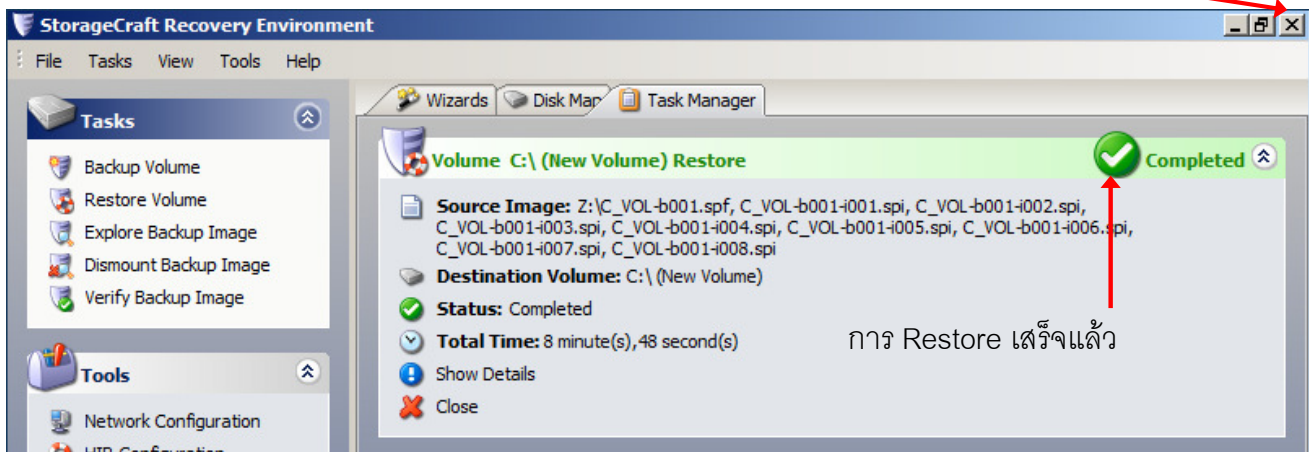 StorageCraft Recovery Environment
File Tasks View Tools Help
Tasks
Backup Volume
Restore Volume
Explore Backup Image
Dismount Backup Image
Verify Backup Image
Tools
Network Configuration
Wizards Disk Map Task Manager
Volume C:\ (New Volume) Restore Completed
Source Image: Z:\C_VOL-b001.spf, C_VOL-b001-i001.spi, C_VOL-b001-i002.spi,
C_VOL-b001-i003.spi, C_VOL-b001-i004.spi, C_VOL-b001-i005.spi, C_VOL-b001-i006.spi,
C_VOL-b001-i007.spi, C_VOL-b001-i008.spi
Destination Volume: C:\ (New Volume)
Status: Completed
Total Time: 8 minute(s),48 second(s)
Show Details
Close
การ Restore เสร็จแล้ว